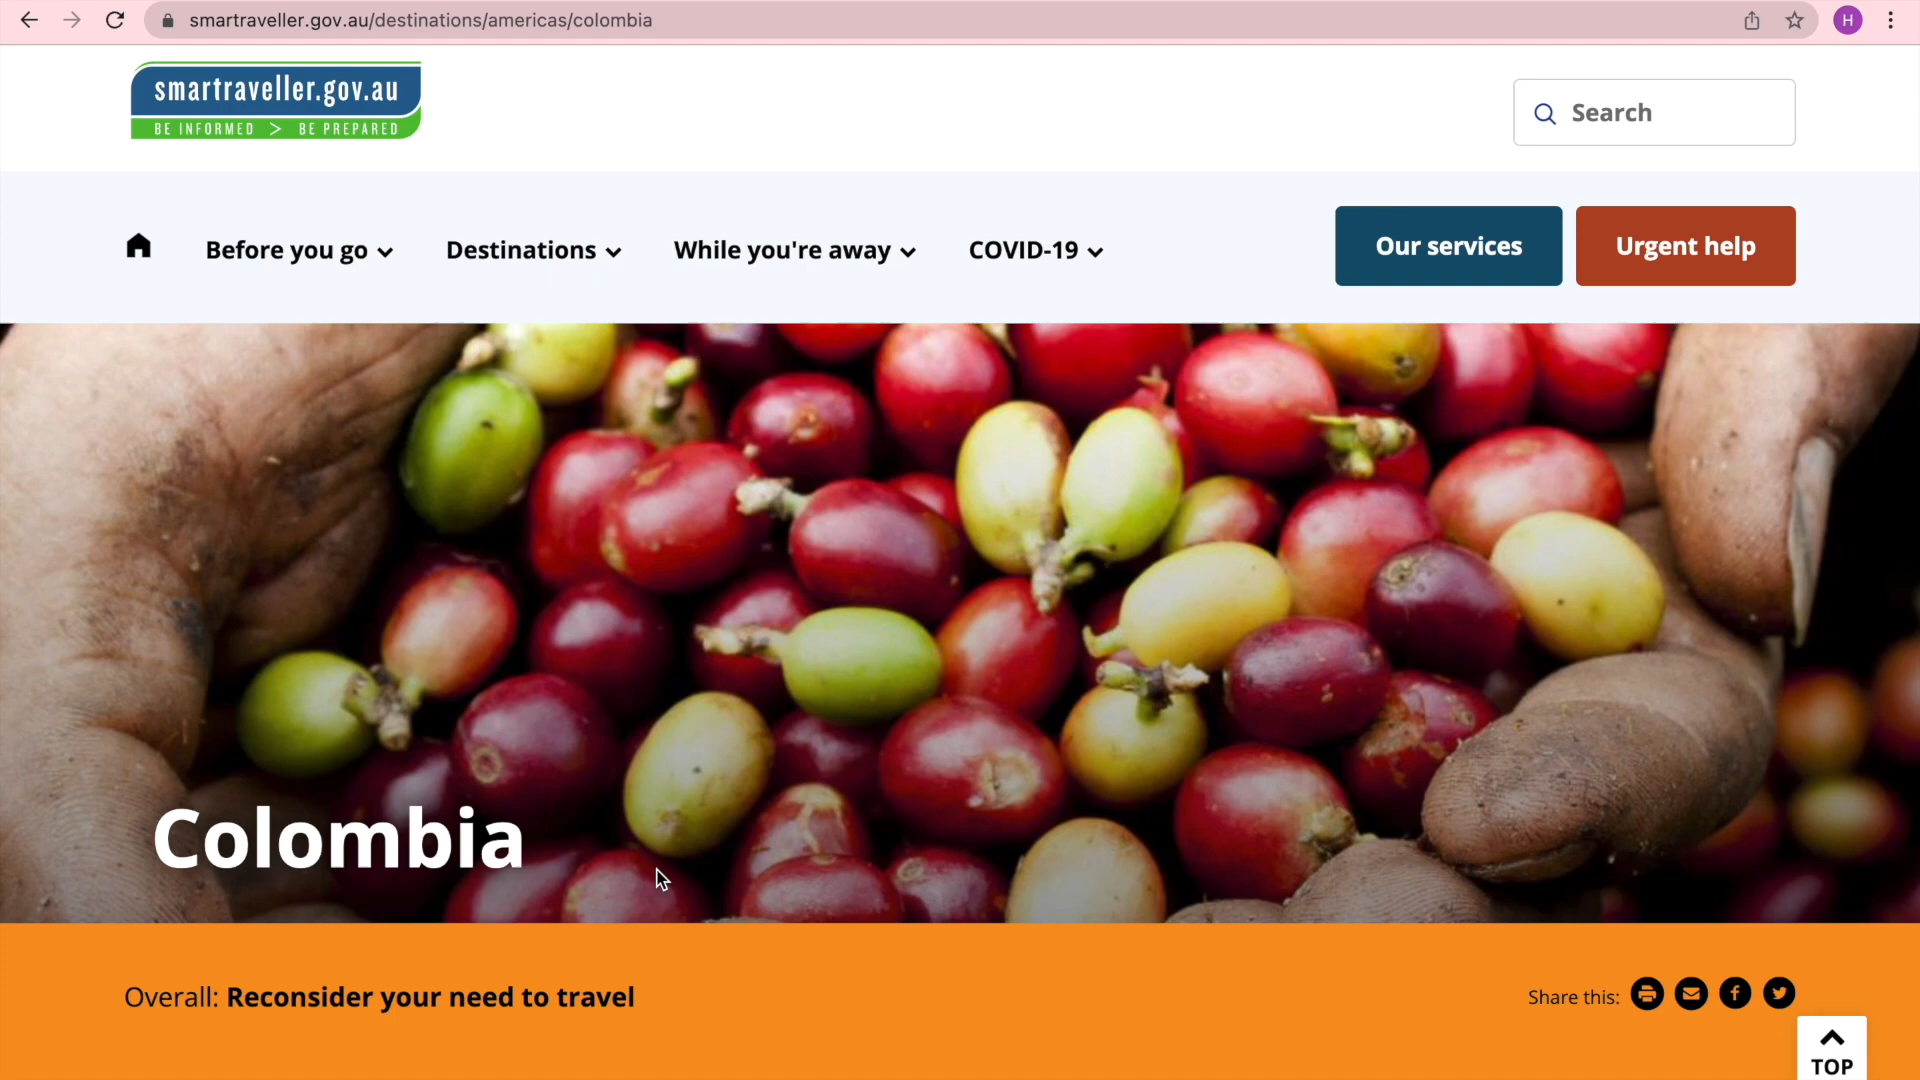 smartraveller.gov.au/destinations/americas/colombia
H
smartraveller.gov.au
BE INFORMED > BE PREPARED
Search
Before you go
Destinations
While you're away
COVID-19
Our services
Urgent help
Colombia
Overall: Reconsider your need to travel
Share this:
TOP